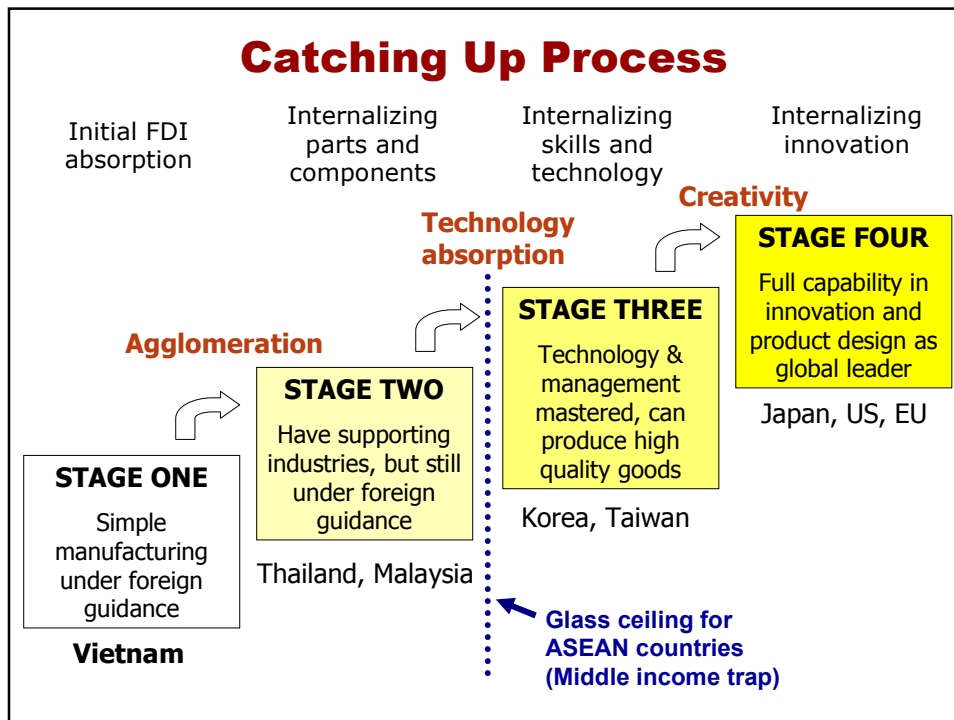 Catching Up Process
Initial FDI
absorption
Internalizing
parts and
components
Internalizing
skills and
technology
Internalizing
innovation
Agglomeration
Technology
absorption
Creativity
STAGE ONE
Simple
manufacturing
under foreign
guidance
Vietnam
STAGE TWO
Have supporting
industries, but still
under foreign
guidance
Thailand, Malaysia
STAGE THREE
Technology &
management
mastered, can
produce high
quality goods
Korea, Taiwan
STAGE FOUR
Full capability in
innovation and
product design as
global leader
Japan, US, EU
Glass ceiling for
ASEAN countries
(Middle income trap)